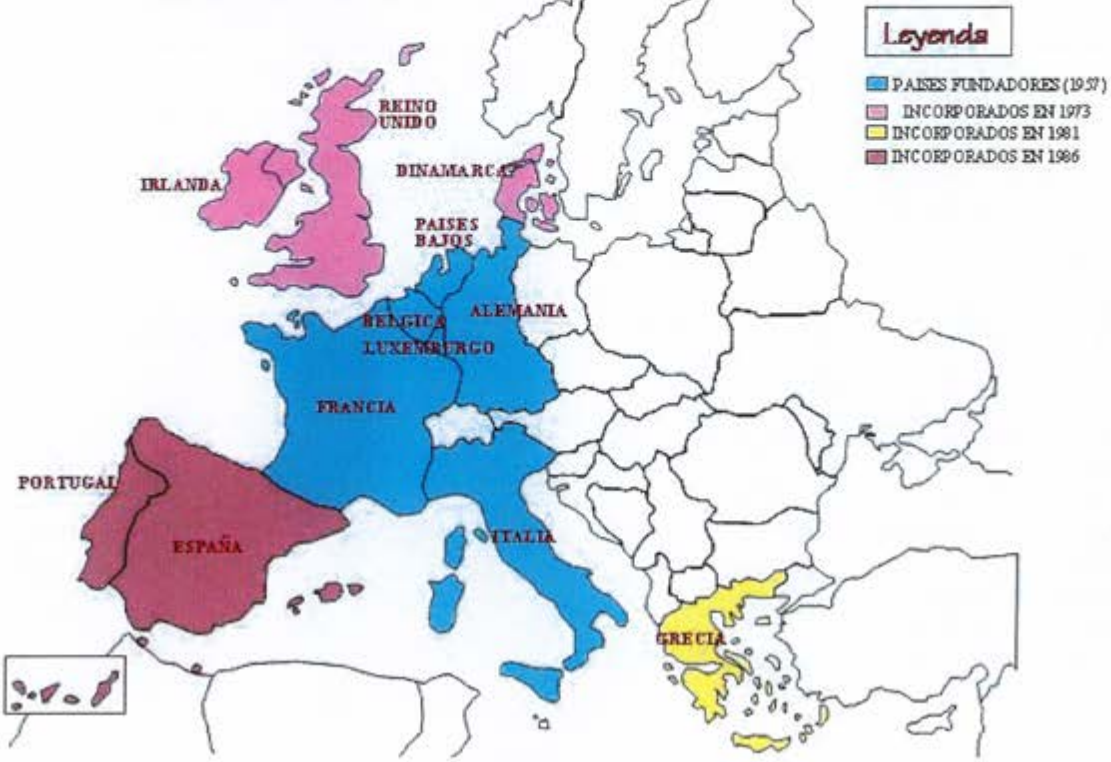 Leyenda
PAISES FUNDADORES (1957)
INCORPORADOS EN 1973
INCORPORADOS EN 1981
INCORPORADOS EN 1986
REINO
UNIDO
IRLANDA
DINAMARCA
PAISES
BAJOS
ALEMANIA
BELGICA
LUXEMBURGO
FRANCIA
PORTUGAL
ESPAÑA
ITALIA
GRECIA